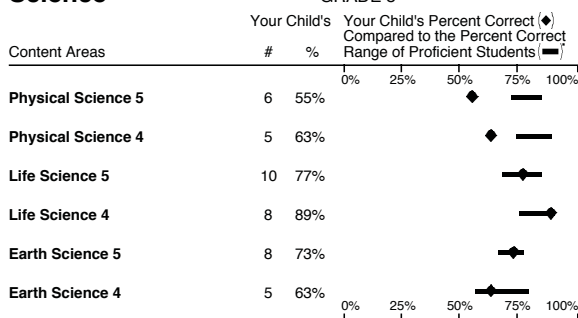 Your Child's Your Child's Percent Correct (◆)
Compared to the Percent Correct
Content Areas # % Range of Proficient Students (▬)*
0% 25% 50% 75% 100%
Physical Science 5 6 55%
Physical Science 4 5 63%
Life Science 5 10 77%
Life Science 4 8 89%
Earth Science 5 8 73%
Earth Science 4 5 63%
0% 25% 50% 75% 100%